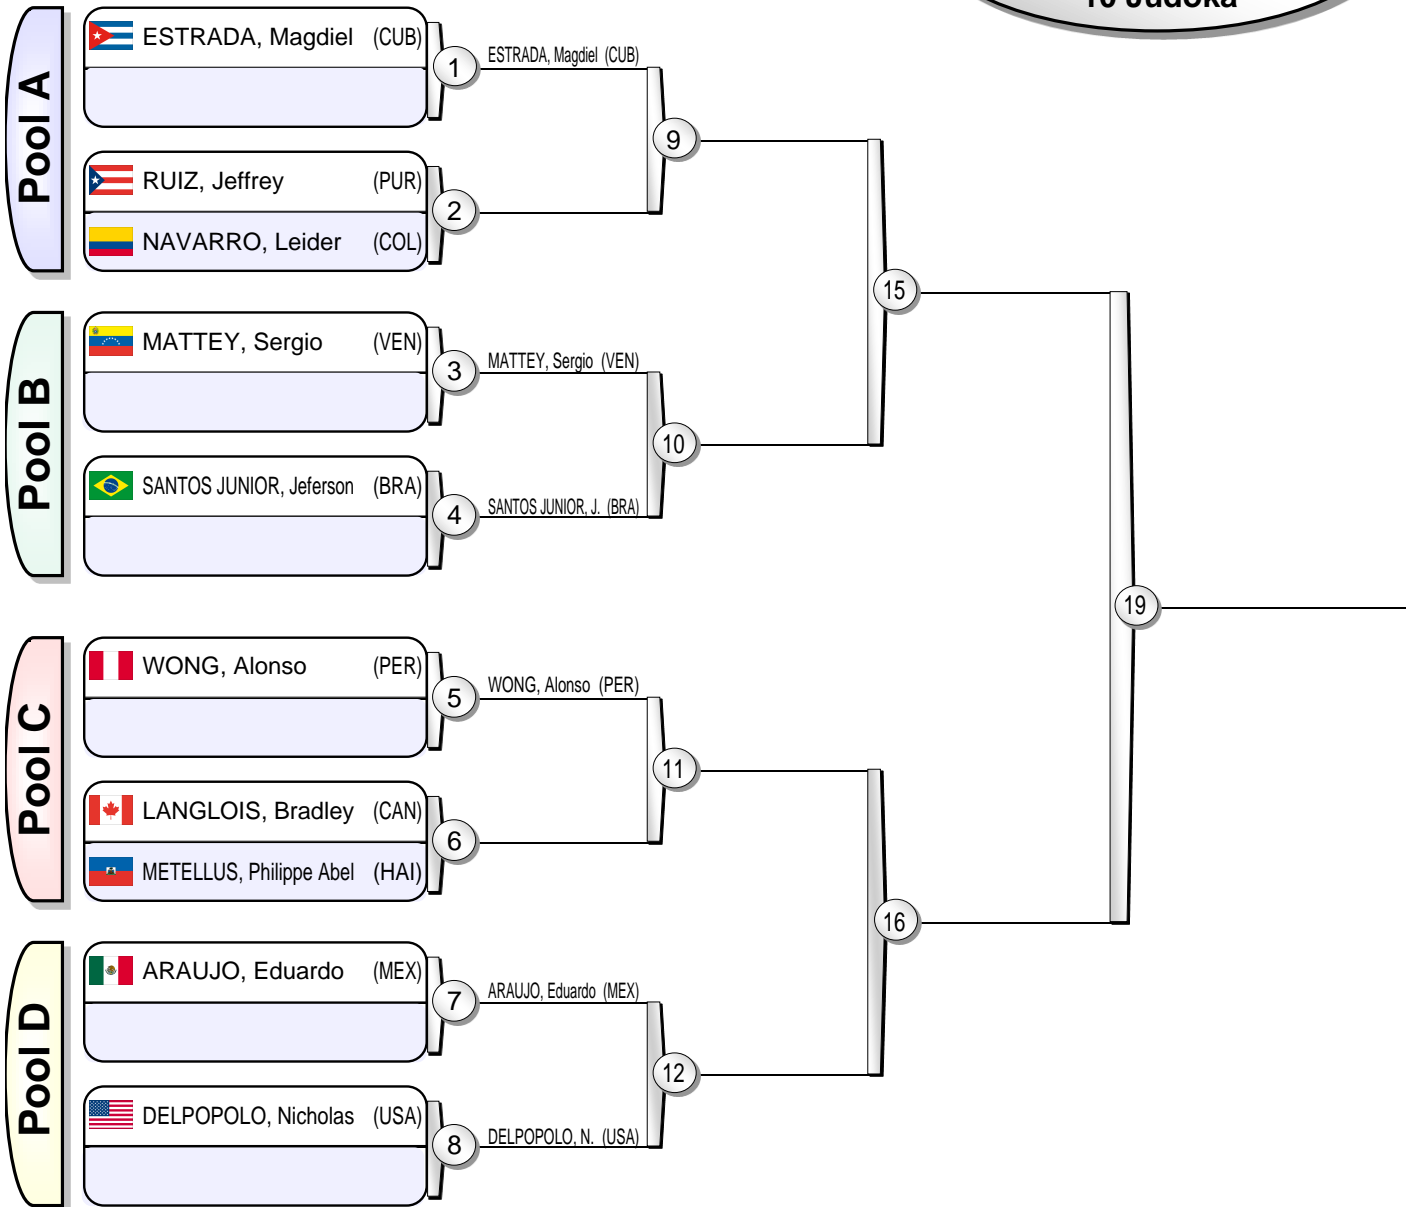 10 Judoka
Pool A
ESTRADA, Magdiel (CUB)
1
ESTRADA, Magdiel (CUB)
9
RUIZ, Jeffrey (PUR)
2
NAVARRO, Leider (COL)
15
Pool B
MATTEY, Sergio (VEN)
3
MATTEY, Sergio (VEN)
10
SANTOS JUNIOR, Jeferson (BRA)
4
SANTOS JUNIOR, J. (BRA)
19
Pool C
WONG, Alonso (PER)
5
WONG, Alonso (PER)
11
LANGLOIS, Bradley (CAN)
6
METELLUS, Philippe Abel (HAI)
16
Pool D
ARAUJO, Eduardo (MEX)
7
ARAUJO, Eduardo (MEX)
12
DELPOPOLO, Nicholas (USA)
8
DELPOPOLO, N. (USA)